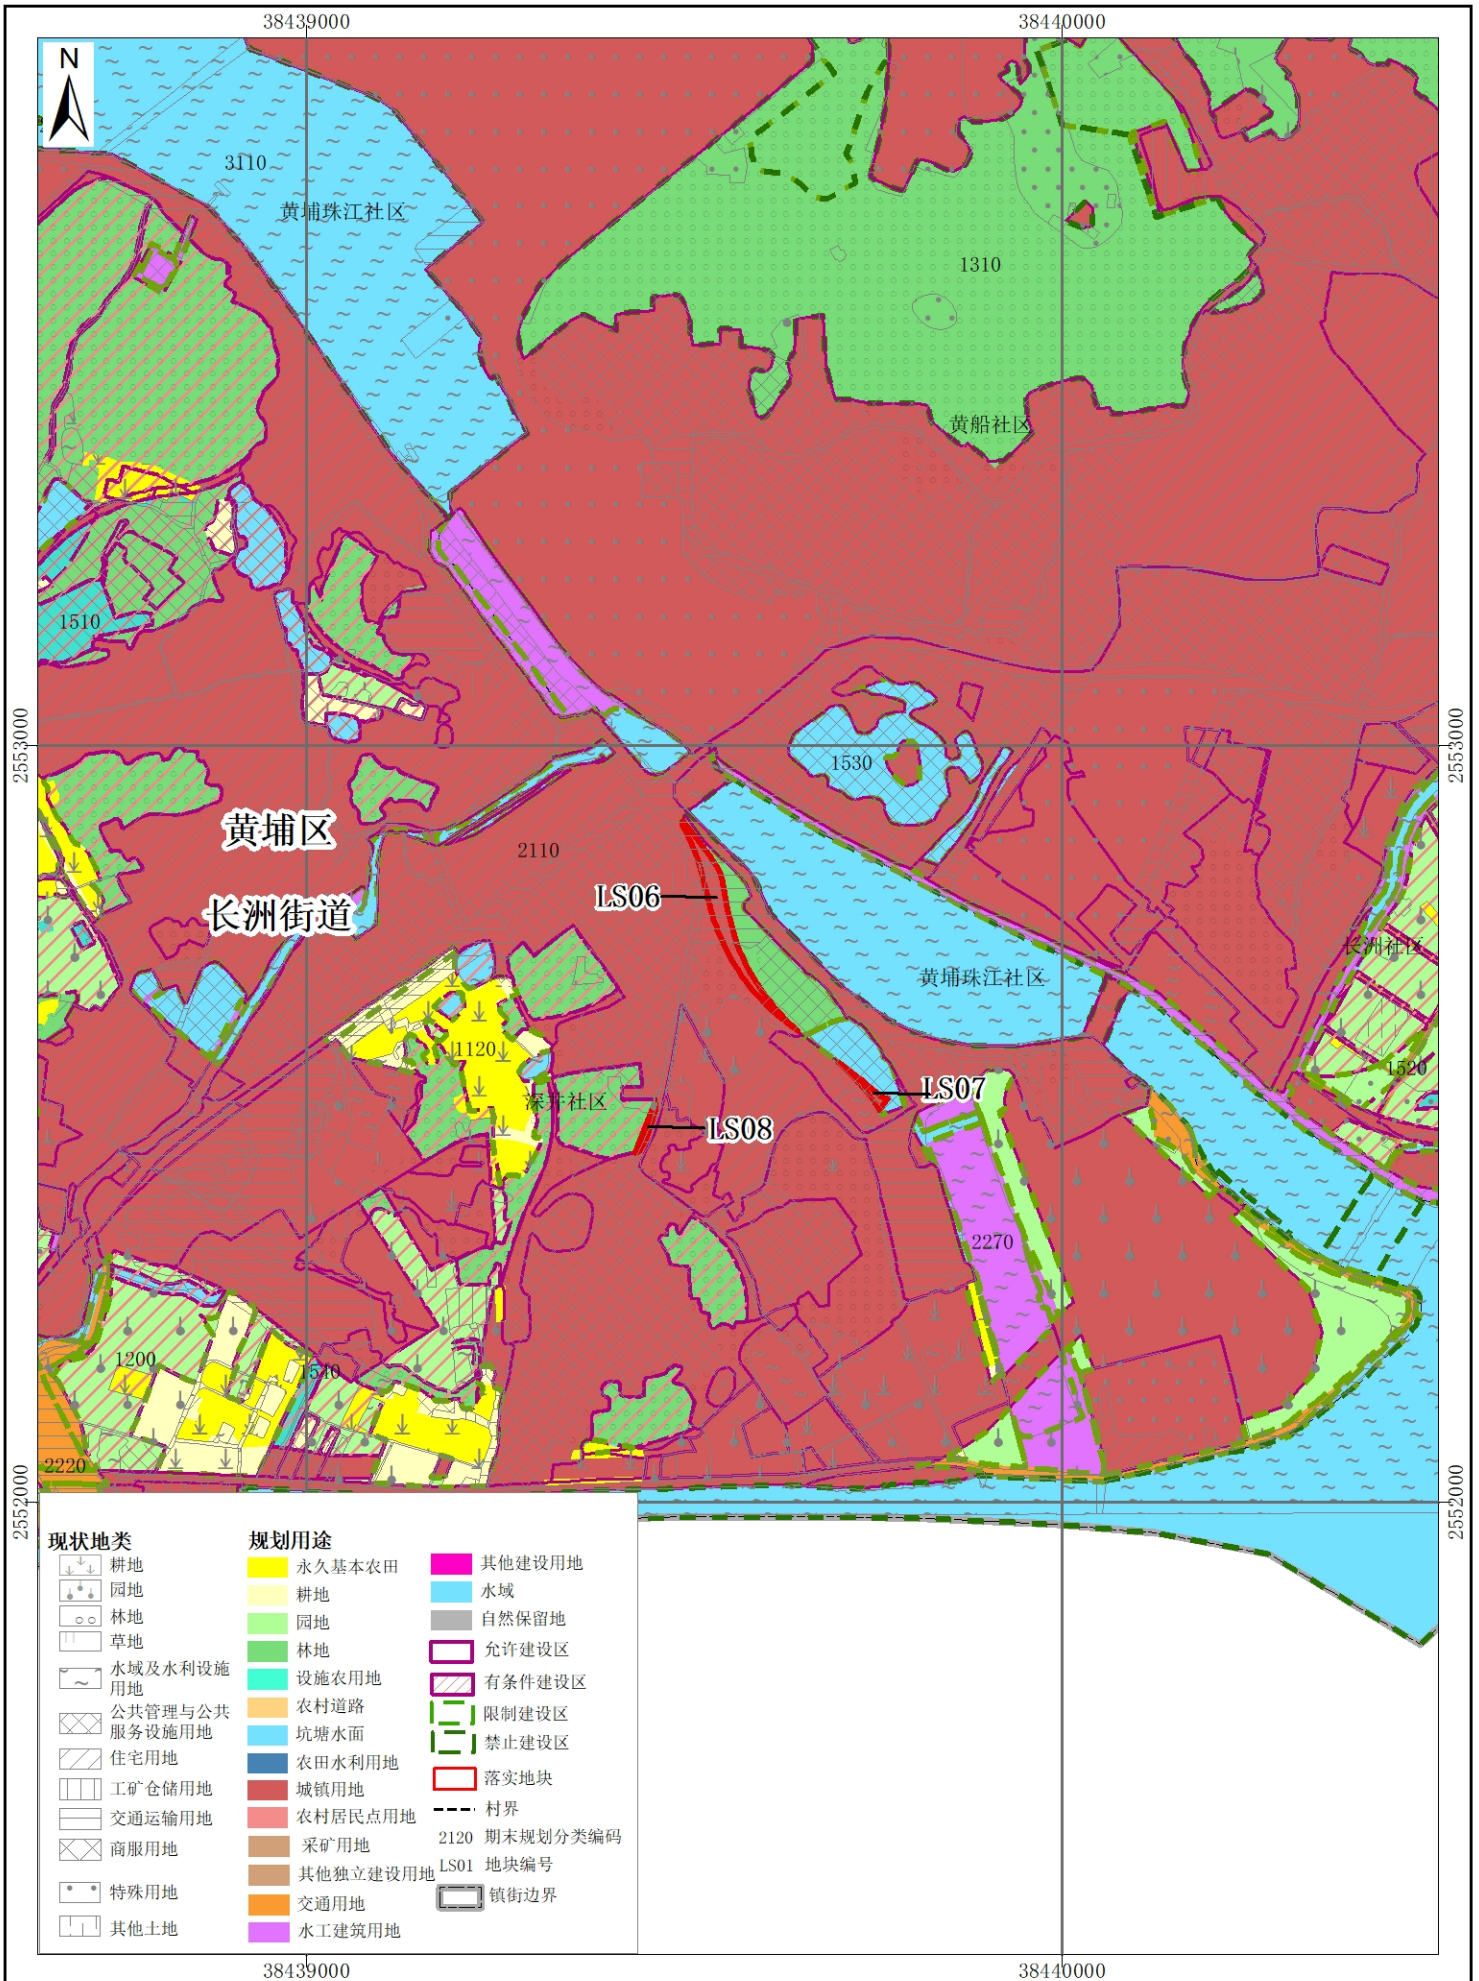 38439000
38440000
N
3110
黄埔珠江社区
1310
黄船社区
1510
2553000
2553000
1530
黄埔区
2110
长洲街道
LS06
长洲社区
黄埔珠江社区
1120
1520
深井社区
LS07
LS08
2270
1200
1540
2220
2552000
2552000
现状地类
耕地
园地
林地
草地
水域及水利设施
用地
公共管理与公共
服务设施用地
住宅用地
工矿仓储用地
交通运输用地
商服用地
特殊用地
其他土地
规划用途
永久基本农田
耕地
园地
林地
设施农用地
农村道路
坑塘水面
农田水利用地
城镇用地
农村居民点用地
采矿用地
其他独立建设用地
交通用地
水工建筑用地
其他建设用地
水域
自然保留地
允许建设区
有条件建设区
限制建设区
禁止建设区
落实地块
村界
2120 期末规划分类编码
LS01 地块编号
镇街边界
38439000
38440000